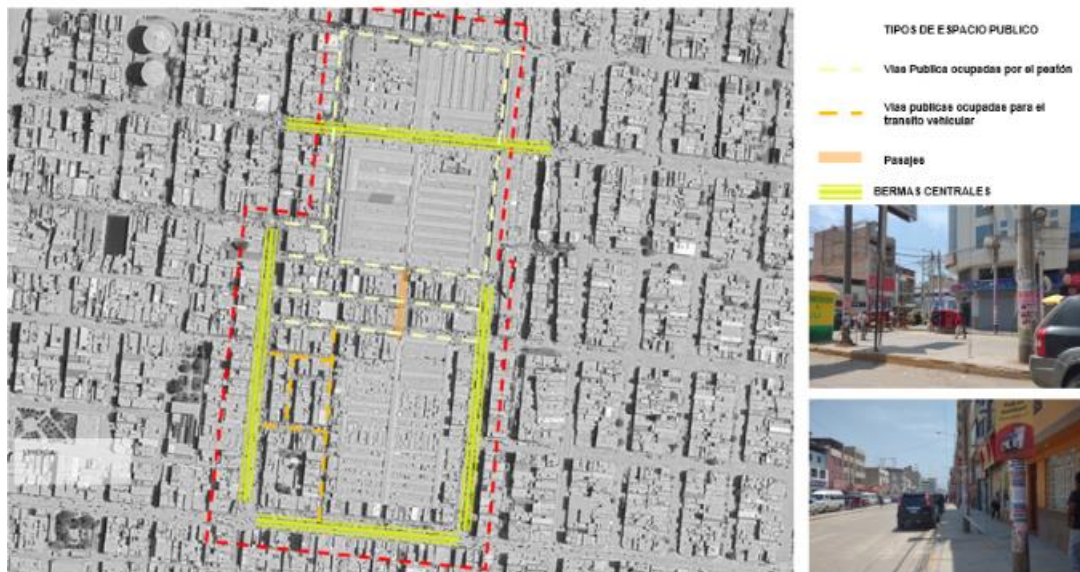 TIPOS DE ESPACIO PUBLICO
Vias Publica ocupadas por el peatón
Vias publicas ocupadas para el
transito vehicular
Pasajes
BERMAS CENTRALES